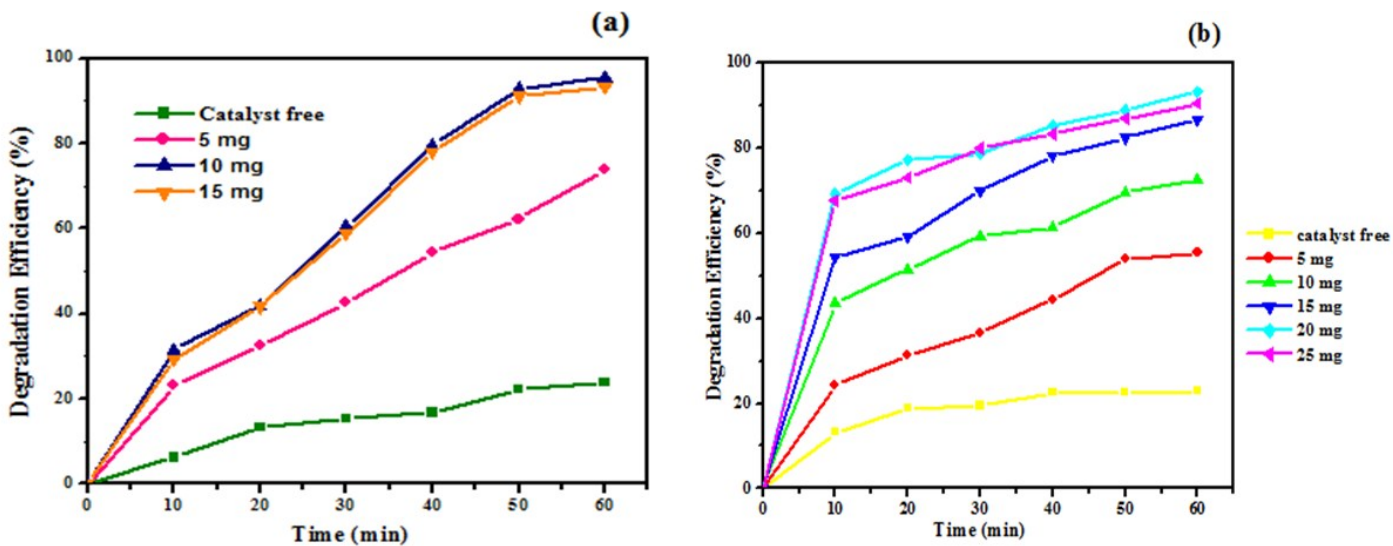 (a)
Degradation Efficiency (%)
100
80
60
40
20
0
Catalyst free
5 mg
10 mg
15 mg
0 10 20 30 40 50 60
Time (min)
(b)
Degradation Efficiency (%)
100
80
60
40
20
0
0 10 20 30 40 50 60
Time (min)
catalyst free
5 mg
10 mg
15 mg
20 mg
25 mg